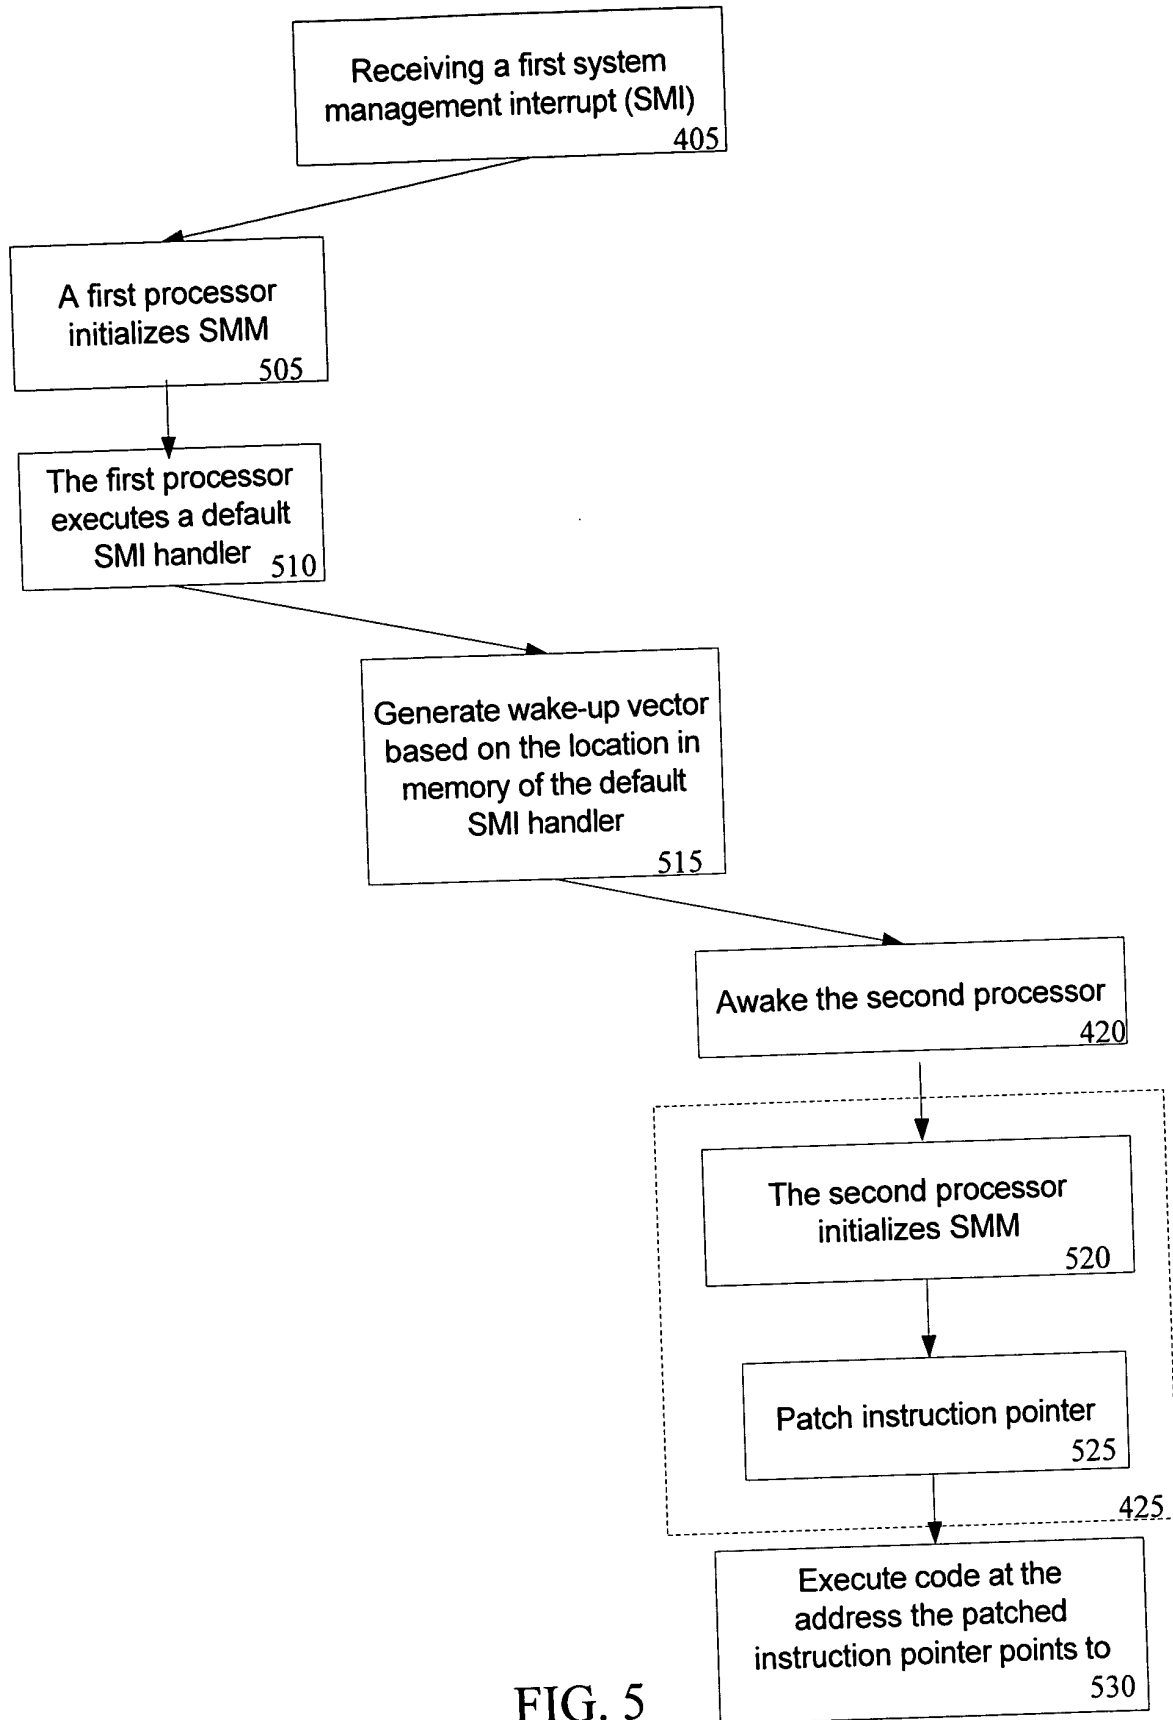 Receiving a first system
management interrupt (SMI)
405
A first processor
initializes SMM
505
The first processor
executes a default
SMI handler
510
Generate wake-up vector
based on the location in
memory of the default
SMI handler
515
Awake the second processor
420
The second processor
initializes SMM
520
Patch instruction pointer
525
425
Execute code at the
address the patched
instruction pointer points to
530
FIG. 5